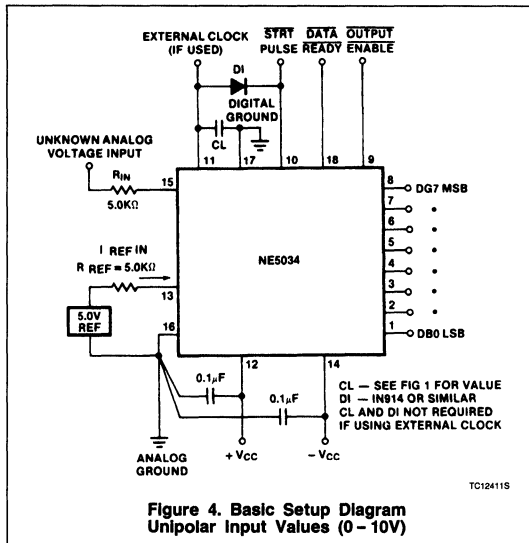 EXTERNAL CLOCK
(IF USED)
STRT
PULSE
DATA
READY
OUTPUT
ENABLE
DI
DIGITAL
GROUND
CL
11
17
10
18
9
UNKNOWN ANALOG
VOLTAGE INPUT
RIN
5.0KΩ
15
8
DG7 MSB
7
6
5
4
3
2
1
DB0 LSB
NE5034
I REF IN
R REF = 5.0KΩ
13
5.0V
REF
16
12
14
0.1µF
0.1µF
ANALOG
GROUND
+ VCC
− VCC
CL — SEE FIG 1 FOR VALUE
DI — IN914 OR SIMILAR
CL AND DI NOT REQUIRED
IF USING EXTERNAL CLOCK
TC12411S
Figure 4. Basic Setup Diagram
Unipolar Input Values (0 – 10V)